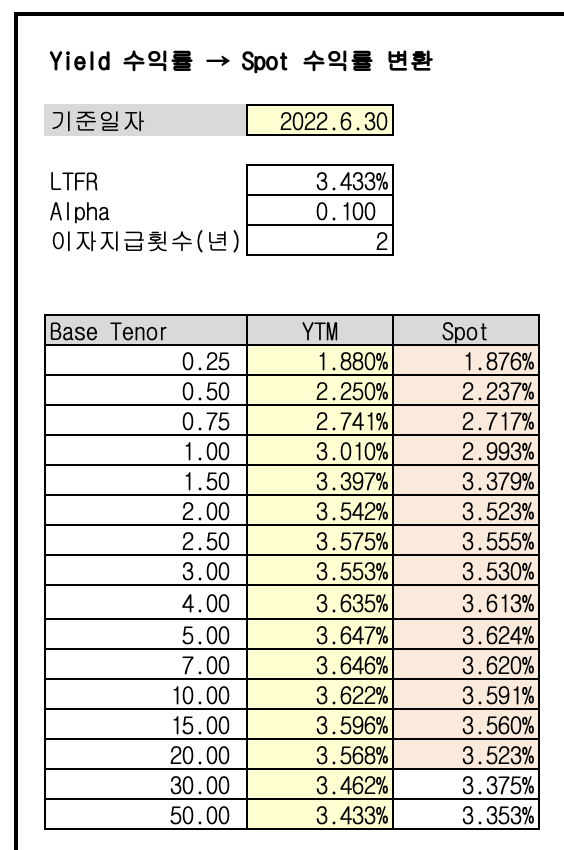 Yield 수익률 → Spot 수익률 변환
기준일자 2022.6.30
LTFR 3.433%
Alpha 0.100
이자지급횟수(년) 2
Base Tenor YTM Spot
0.25 1.880% 1.876%
0.50 2.250% 2.237%
0.75 2.741% 2.717%
1.00 3.010% 2.993%
1.50 3.397% 3.379%
2.00 3.542% 3.523%
2.50 3.575% 3.555%
3.00 3.553% 3.530%
4.00 3.635% 3.613%
5.00 3.647% 3.624%
7.00 3.646% 3.620%
10.00 3.622% 3.591%
15.00 3.596% 3.560%
20.00 3.568% 3.523%
30.00 3.462% 3.375%
50.00 3.433% 3.353%